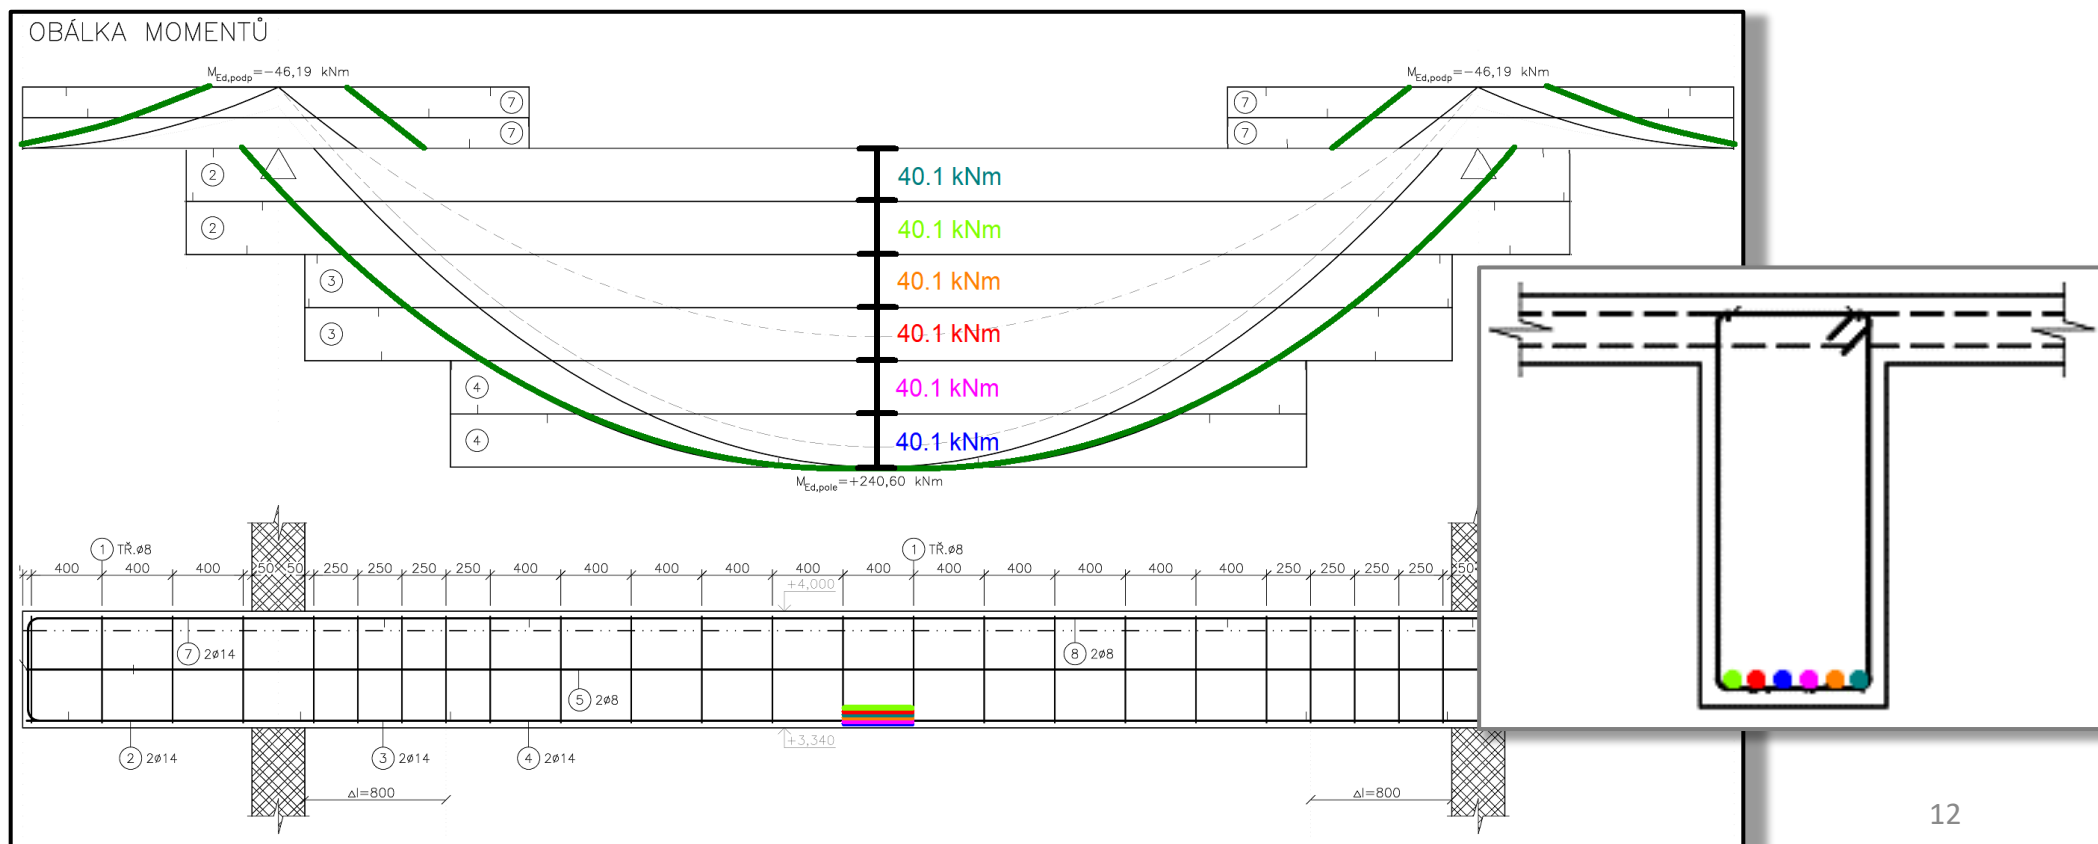 OBÁLKA MOMENTŮ
M Ed,podp =−46,19 kNm
M Ed,podp =−46,19 kNm
7
7
7
7
2
40.1 kNm
2
40.1 kNm
3
40.1 kNm
3
40.1 kNm
4
40.1 kNm
4
40.1 kNm
M Ed,pole =+240,60 kNm
1 TŘ.ø8
1 TŘ.ø8
400 400 400 50 50 250 250 250 250 400 400 400 400 400 400 400 400 400 400 400 250 250 250 250 50
+4,000
7 2ø14
8 2ø8
5 2ø8
+3,340
2 2ø14
3 2ø14
4 2ø14
Δl=800
Δl=800
12